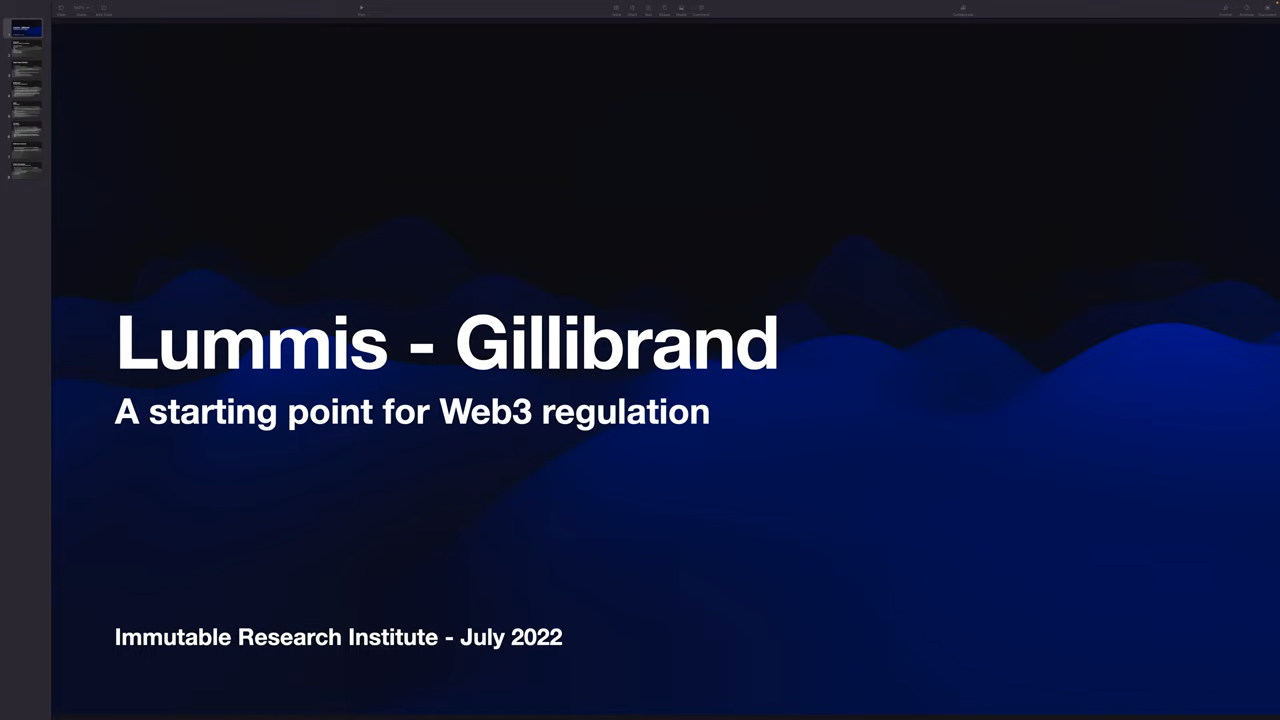 Lummis - Gillibrand
A starting point for Web3 regulation
Immutable Research Institute - July 2022